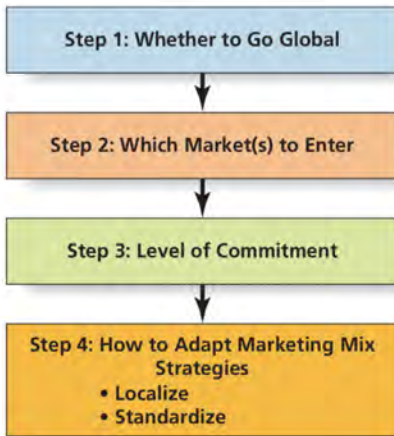 Step 1: Whether to Go Global
Step 2: Which Market(s) to Enter
Step 3: Level of Commitment
Step 4: How to Adapt Marketing Mix
Strategies
• Localize
• Standardize